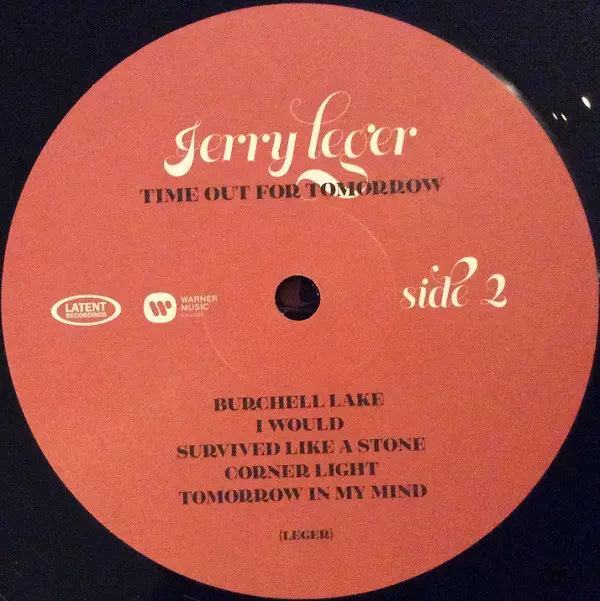 Jerry leger
TIME OUT FOR TOMORROW
LATENT
RECORDINGS
WARNER
MUSIC
CANADA
side 2
BURCHELL LAKE
I WOULD
SURVIVED LIKE A STONE
CORNER LIGHT
TOMORROW IN MY MIND
(LEGER)